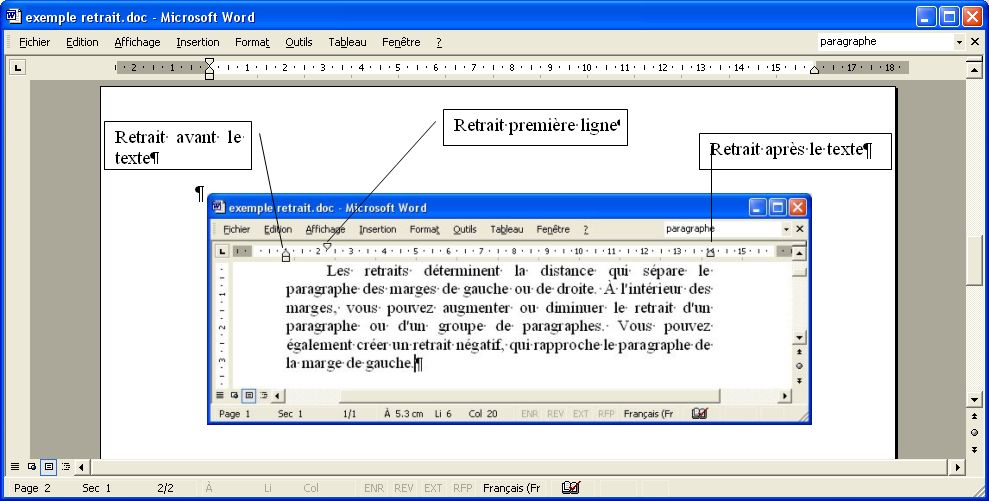 exemple retrait.doc - Microsoft Word
Fichier Edition Affichage Insertion Format Outils Tableau Fenêtre ? paragraphe
2 1 1 2 3 4 5 6 7 8 9 10 11 12 13 14 15 17 18
Retrait première ligne¶
Retrait avant le
texte¶
Retrait après le texte¶
¶
exemple retrait.doc - Microsoft Word
Fichier Edition Affichage Insertion Format Outils Tableau Fenêtre ? paragraphe
1 1 2 3 4 5 6 7 8 9 10 11 12 13 14 15
Les retraits déterminent la distance qui sépare le
paragraphe des marges de gauche ou de droite. À l'intérieur des
marges, vous pouvez augmenter ou diminuer le retrait d'un
paragraphe ou d'un groupe de paragraphes. Vous pouvez
également créer un retrait négatif, qui rapproche le paragraphe de
la marge de gauche.¶
1
2
3
Page 1 Sec 1 1/1 À 5.3 cm Li 6 Col 20 ENR REV EXT RFP Français (Fr
Page 2 Sec 1 2/2 À Li Col ENR REV EXT RFP Français (Fr